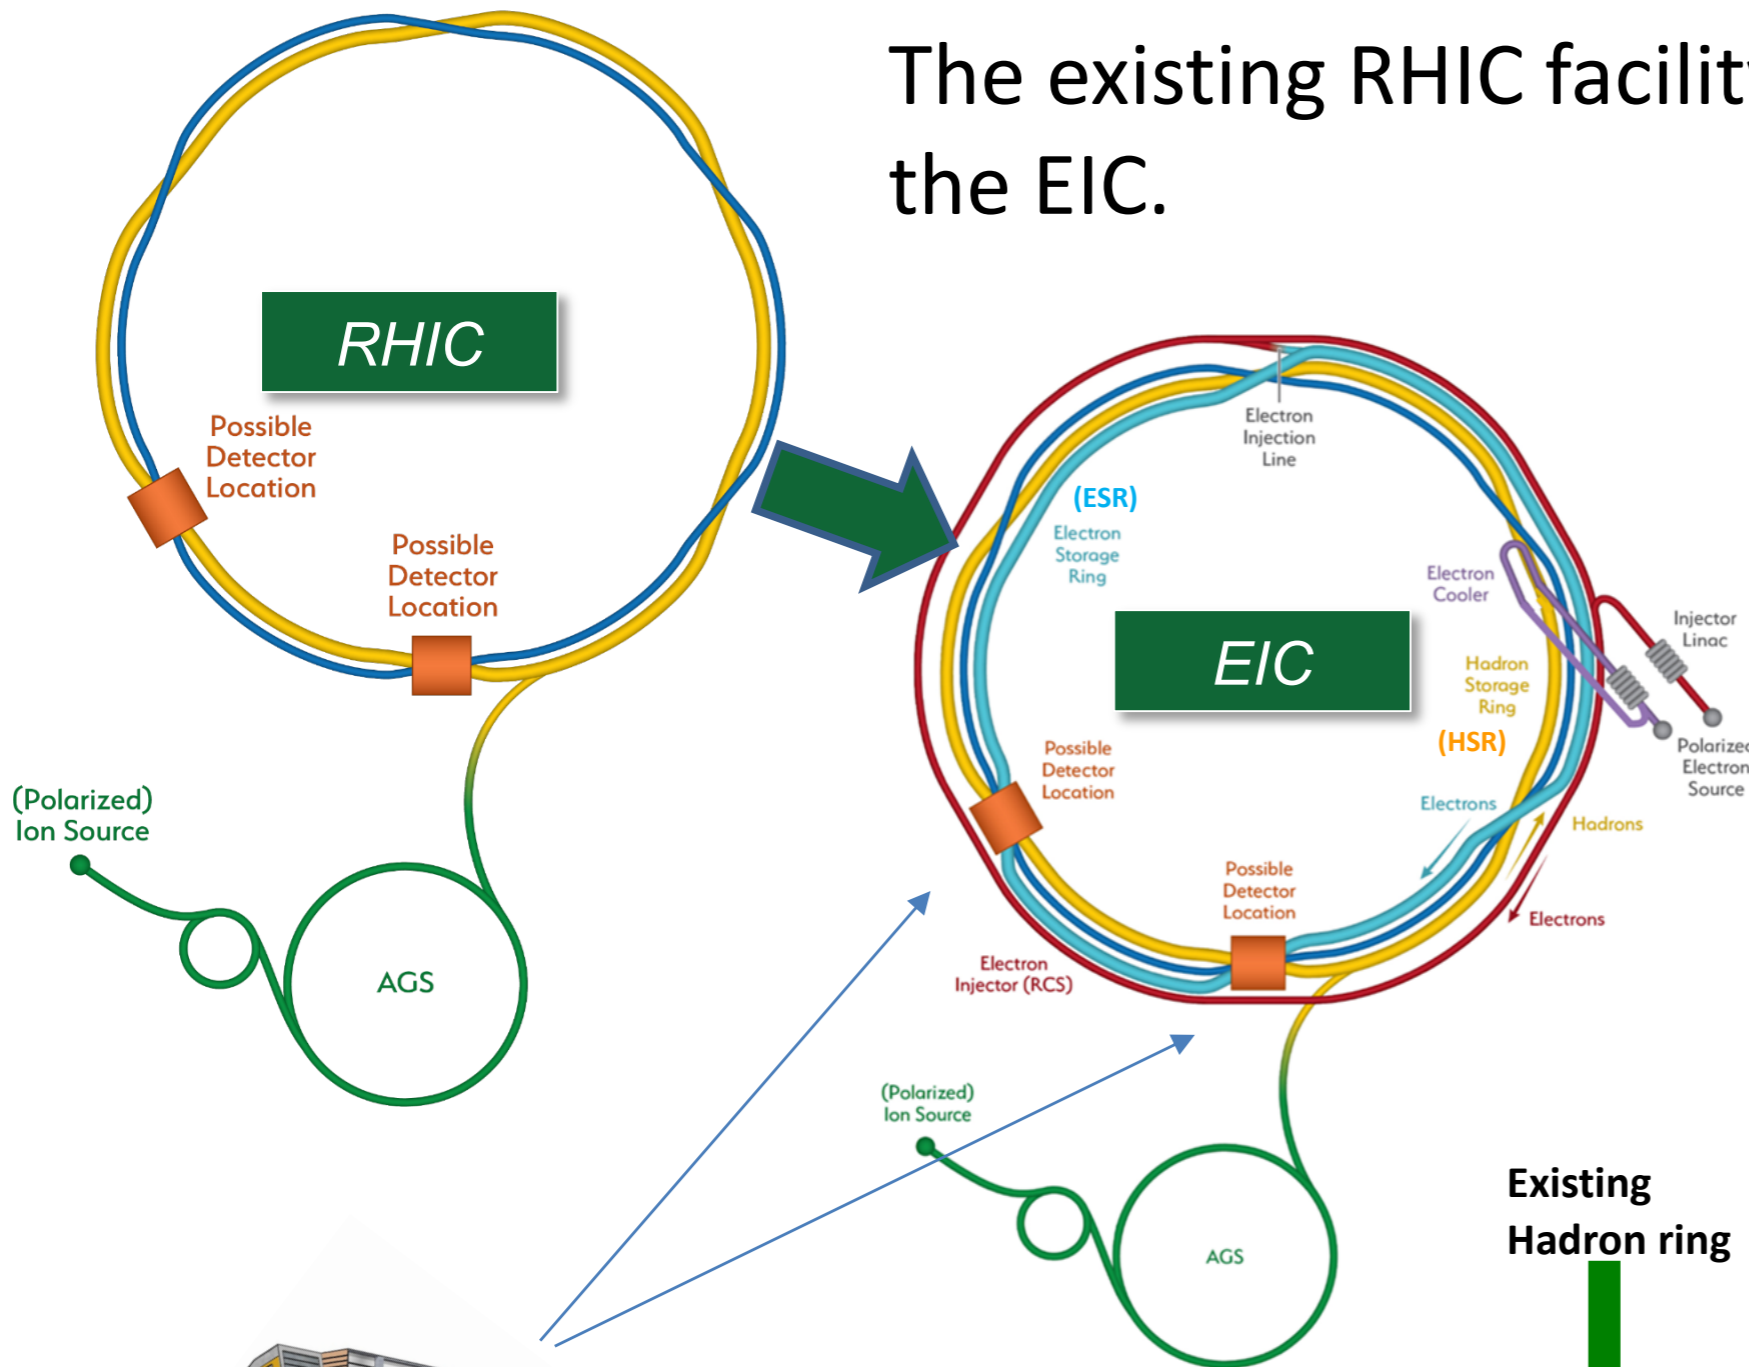 The existing RHIC facility
the EIC.
RHIC
Possible
Detector
Location
Possible
Detector
Location
(Polarized)
Ion Source
AGS
Electron
Injection
Line
(ESR)
Electron
Storage
Ring
Electron
Cooler
Injector
Linac
EIC
Hadron
Storage
Ring
(HSR)
Polarized
Electron
Source
Possible
Detector
Location
Electrons
Hadrons
Possible
Detector
Location
Electrons
Electron
Injector (RCS)
(Polarized)
Ion Source
AGS
Existing
Hadron ring